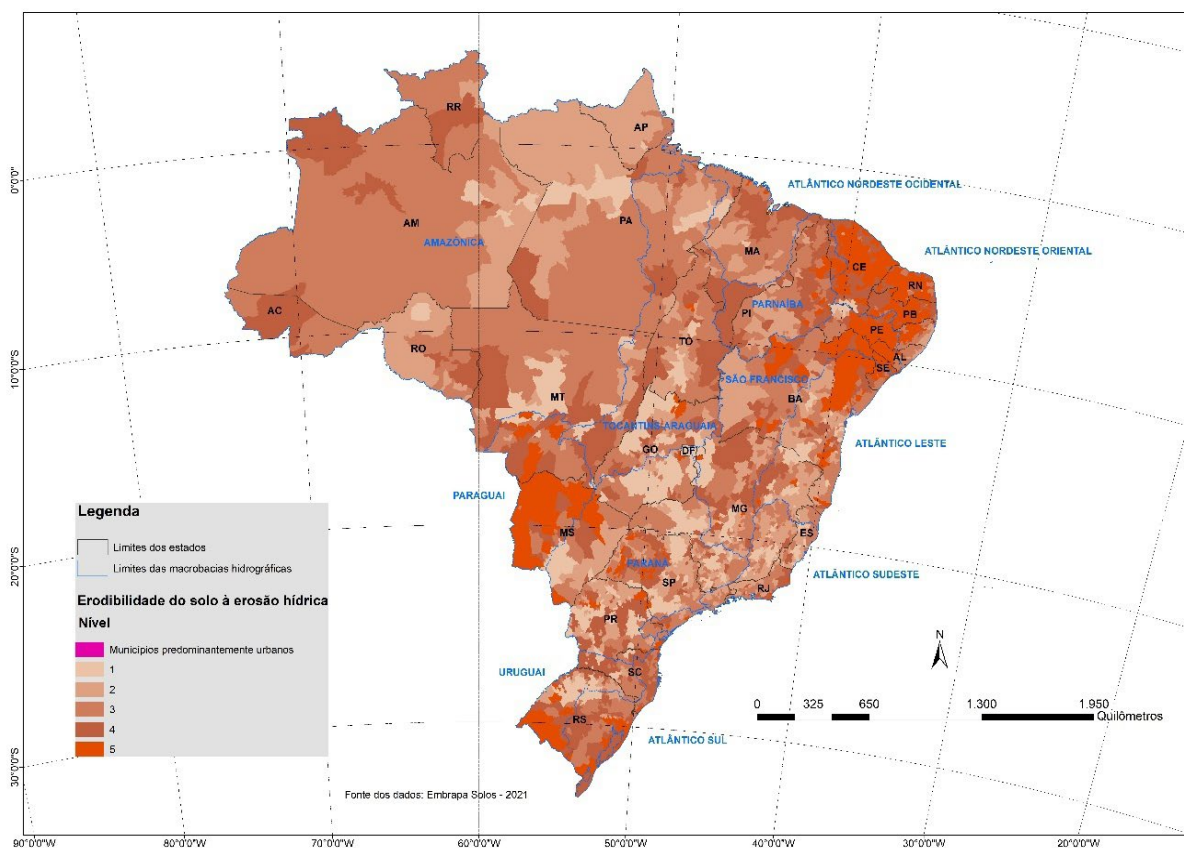 RR
AP
0°0'0"
ATLÂNTICO NORDESTE OCIDENTAL
AM
PA
AMAZÔNICA
MA
CE
ATLÂNTICO NORDESTE ORIENTAL
RN
PARNAÍBA
PI
PB
AC
PE
TO
AL
RO
SE
10°0'0"S
SÃO FRANCISCO
BA
MT
TOCANTINS-ARAGUAIA
ATLÂNTICO LESTE
GO
DF
PARAGUAI
MG
Legenda
MS
ES
Limites dos estados
Limites das macrobacias hidrográficas
20°0'0"S
PARANÁ
ATLÂNTICO SUDESTE
SP
RJ
Erodibilidade do solo à erosão hídrica
Nível
PR
Municípios predominantemente urbanos
1
2
3
4
5
N
URUGUAI
SC
0 325 650 1.300 1.950
Quilômetros
RS
ATLÂNTICO SUL
30°0'0"S
Fonte dos dados: Embrapa Solos - 2021
90°0'0"W 80°0'0"W 70°0'0"W 60°0'0"W 50°0'0"W 40°0'0"W 30°0'0"W 20°0'0"W